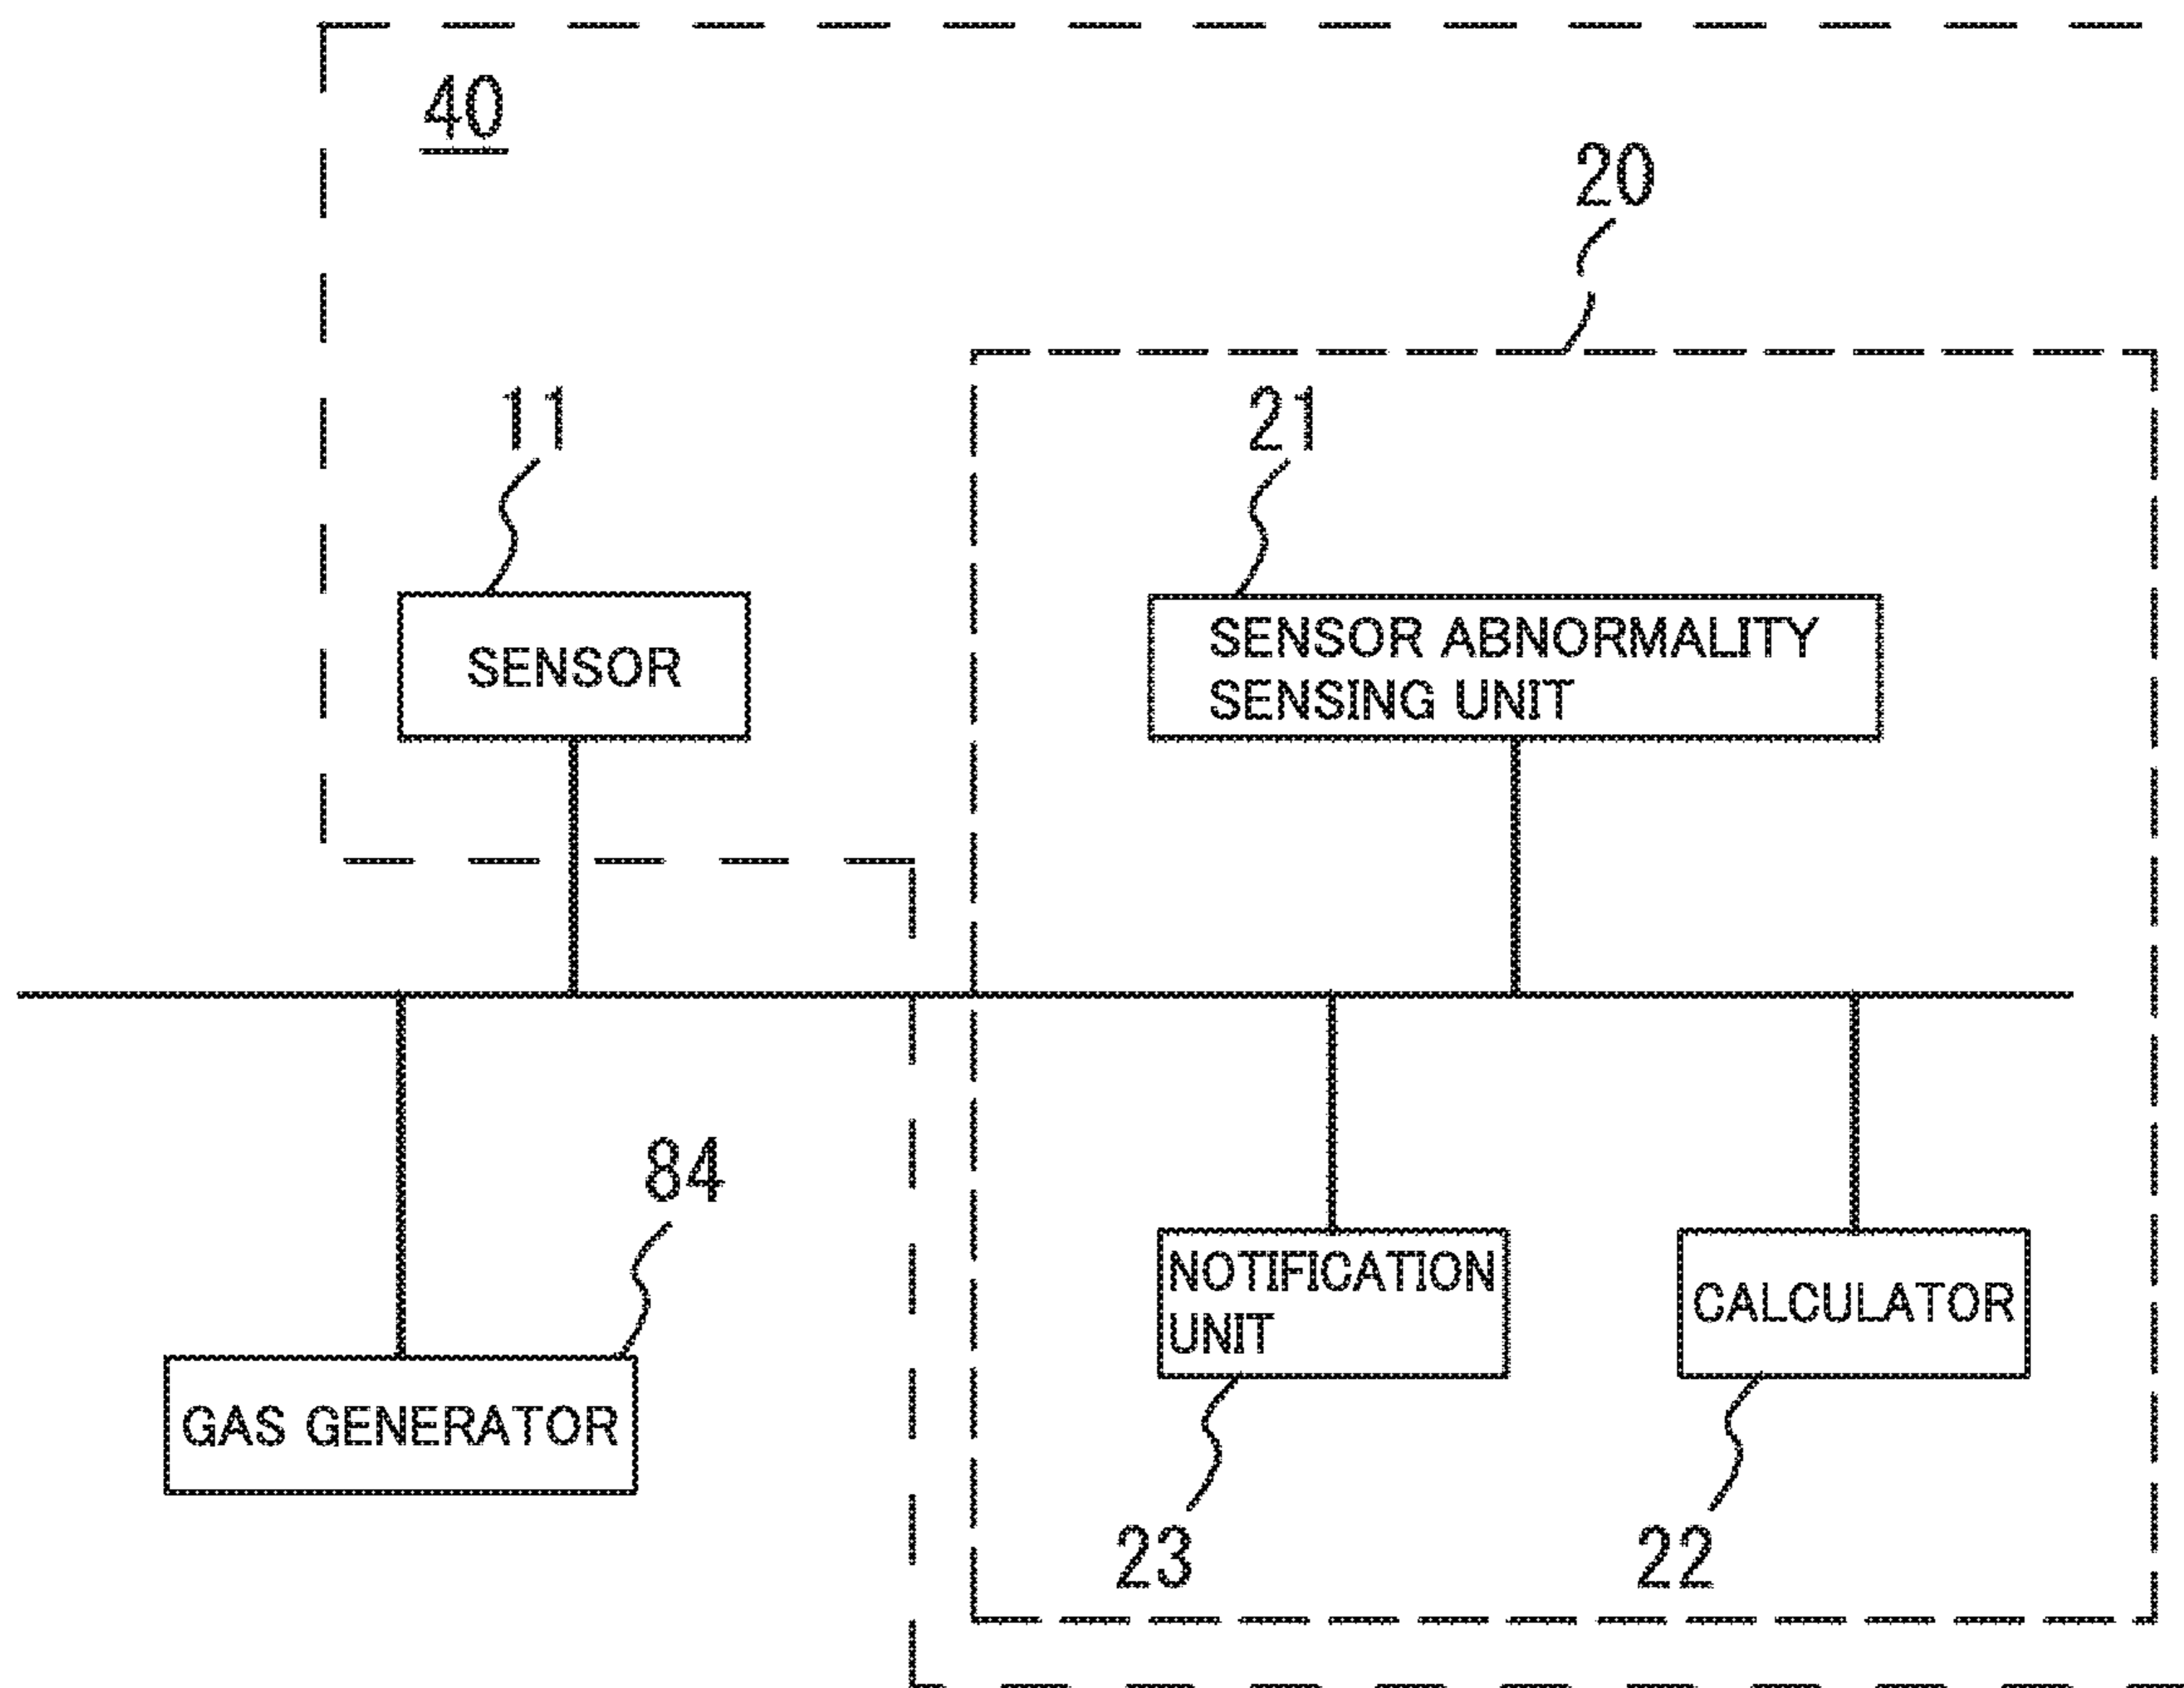 40
20
11
21
SENSOR
SENSOR ABNORMALITY
SENSING UNIT
84
NOTIFICATION
UNIT
CALCULATOR
GAS GENERATOR
23
22